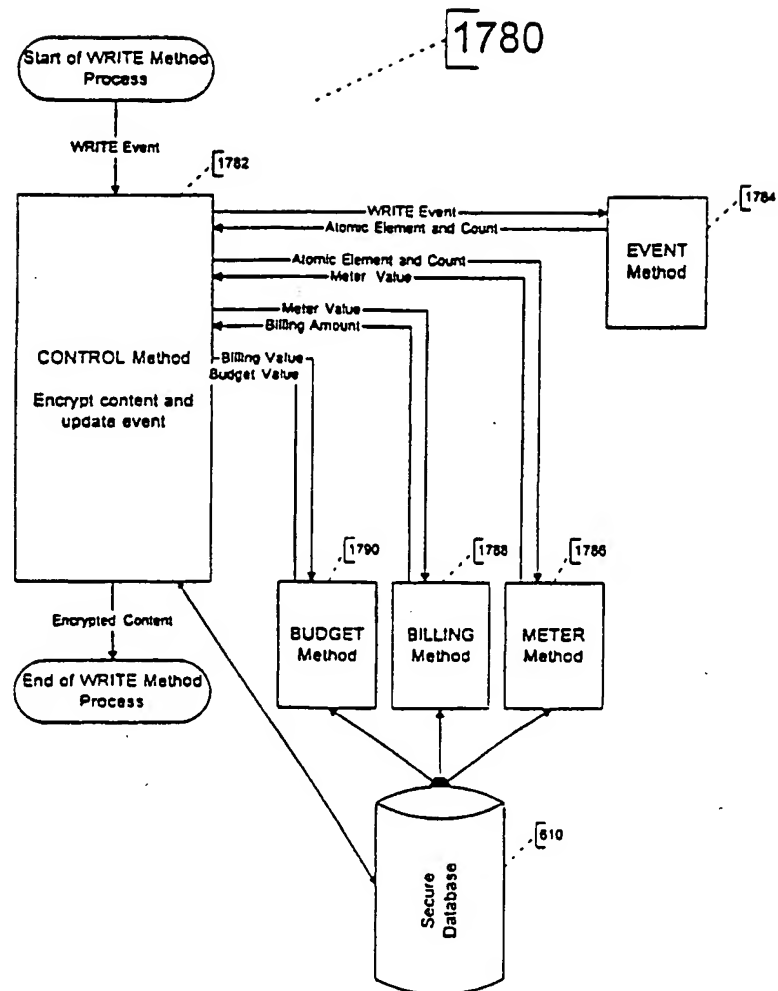 1780
Start of WRITE Method
Process
WRITE Event
1782
WRITE Event
Atomic Element and Count
1784
EVENT
Method
Atomic Element and Count
Meter Value
Meter Value
Billing Amount
CONTROL Method
Encrypt content and
update event
Billing Value
Budget Value
1790
1788
1786
Encrypted Content
BUDGET
Method
BILLING
Method
METER
Method
End of WRITE Method
Process
610
Secure
Database